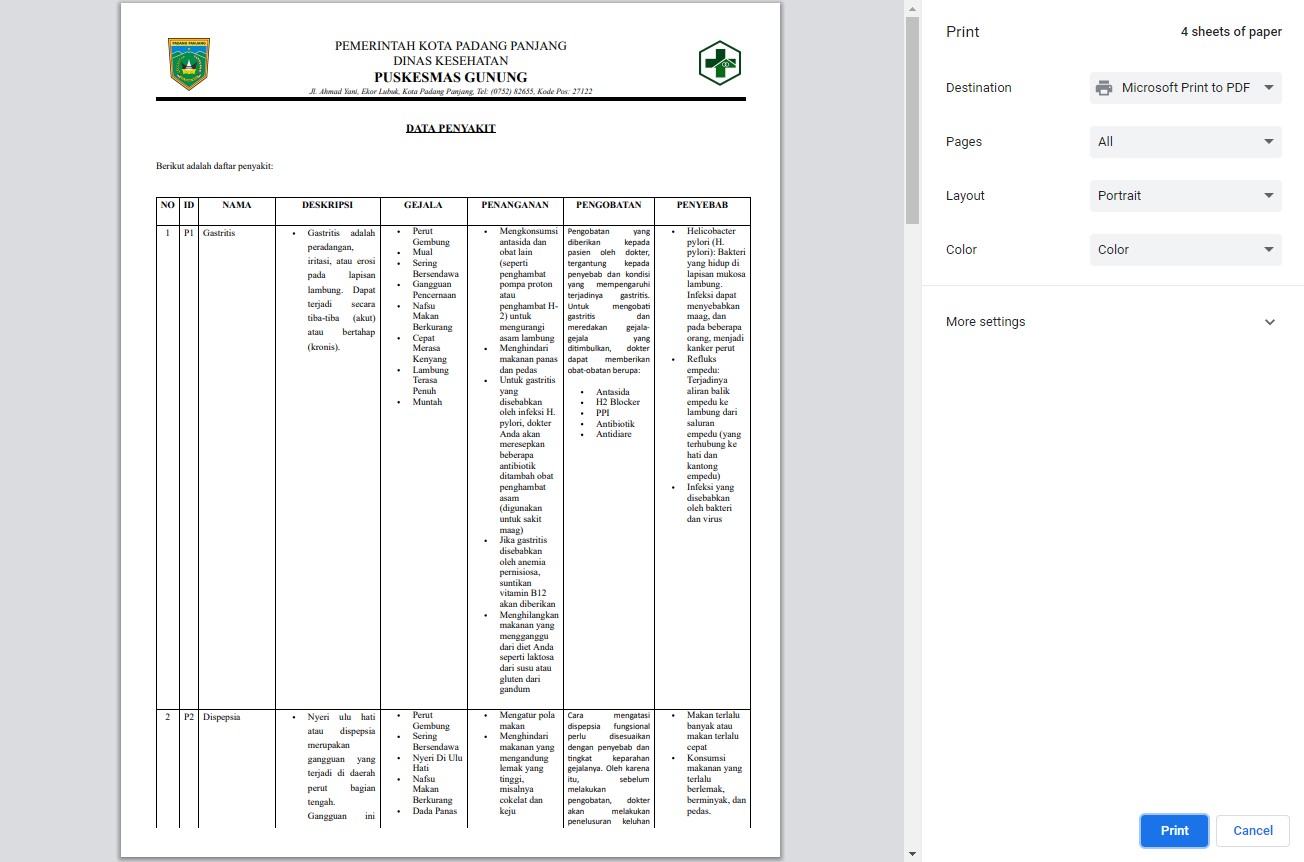 PADANG PANJANG
PEMERINTAH KOTA PADANG PANJANG
DINAS KESEHATAN
PUSKESMAS GUNUNG
Jl. Ahmad Yani, Ekor Lubuk, Kota Padang Panjang, Tel: (0752) 82655, Kode Pos: 27122
DATA PENYAKIT
Berikut adalah daftar penyakit:
NO ID NAMA DESKRIPSI GEJALA PENANGANAN PENGOBATAN PENYEBAB
1 P1 Gastritis
• Gastritis adalah
peradangan,
iritasi, atau erosi
pada lapisan
lambung. Dapat
terjadi secara
tiba-tiba (akut)
atau bertahap
(kronis).
• Perut
Gembung
• Mual
• Sering
Bersendawa
• Gangguan
Pencernaan
• Nafsu
Makan
Berkurang
• Cepat
Merasa
Kenyang
• Lambung
Terasa
Penuh
• Muntah
• Mengkonsumsi
antasida dan
obat lain
(seperti
penghambat
pompa proton
atau
penghambat H-
2) untuk
mengurangi
asam lambung
• Menghindari
makanan panas
dan pedas
• Untuk gastritis
yang
disebabkan
oleh infeksi H.
pylori, dokter
Anda akan
meresepkan
beberapa
antibiotik
ditambah obat
penghambat
asam
(digunakan
untuk sakit
maag)
• Jika gastritis
disebabkan
oleh anemia
pernisiosa,
suntikan
vitamin B12
akan diberikan
• Menghilangkan
makanan yang
mengganggu
dari diet Anda
seperti laktosa
dari susu atau
gluten dari
gandum
Pengobatan yang
diberikan kepada
pasien oleh dokter,
tergantung kepada
penyebab dan kondisi
yang mempengaruhi
terjadinya gastritis.
Untuk mengobati
gastritis dan
meredakan gejala-
gejala yang
ditimbulkan, dokter
dapat memberikan
obat-obatan berupa:
• Antasida
• H2 Blocker
• PPI
• Antibiotik
• Antidiare
• Helicobacter
pylori (H.
pylori): Bakteri
yang hidup di
lapisan mukosa
lambung.
Infeksi dapat
menyebabkan
maag, dan
pada beberapa
orang, menjadi
kanker perut
• Refluks
empedu:
Terjadinya
aliran balik
empedu ke
lambung dari
saluran
empedu (yang
terhubung ke
hati dan
kantong
empedu)
• Infeksi yang
disebabkan
oleh bakteri
dan virus
2 P2 Dispepsia
• Nyeri ulu hati
atau dispepsia
merupakan
gangguan yang
terjadi di daerah
perut bagian
tengah.
Gangguan ini
• Perut
Gembung
• Sering
Bersendawa
• Nyeri Di Ulu
Hati
• Nafsu
Makan
Berkurang
• Dada Panas
• Mengatur pola
makan
• Menghindari
makanan yang
mengandung
lemak yang
tinggi,
misalnya
cokelat dan
keju
Cara mengatasi
dispepsia fungsional
perlu disesuaikan
dengan penyebab dan
tingkat keparahan
gejalanya. Oleh karena
itu, sebelum
melakukan
pengobatan, dokter
akan melakukan
penelusuran keluhan
• Makan terlalu
banyak atau
makan terlalu
cepat
• Konsumsi
makanan yang
terlalu
berlemak,
berminyak, dan
pedas.
Print 4 sheets of paper
Destination Microsoft Print to PDF
Pages All
Layout Portrait
Color Color
More settings
Print Cancel